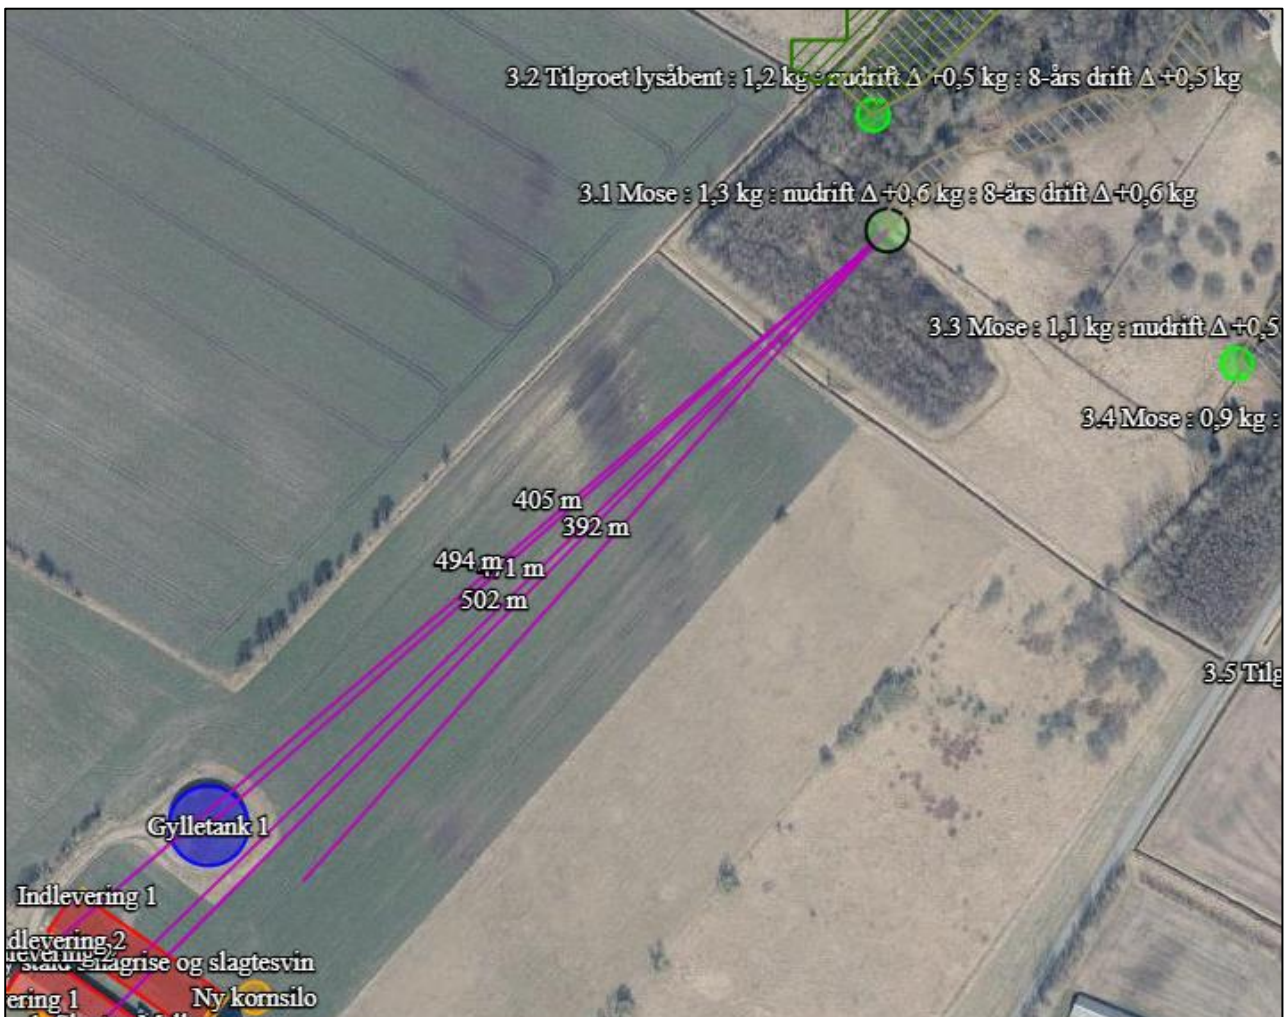 3.2 Tilgroet lysåbent : 1,2 kg : nudrift Δ +0,5 kg : 8-års drift Δ +0,5 kg
3.1 Mose : 1,3 kg : nudrift Δ +0,6 kg : 8-års drift Δ +0,6 kg
3.3 Mose : 1,1 kg : nudrift Δ +0,5
3.4 Mose : 0,9 kg :
405 m
392 m
494 m
71 m
502 m
3.5 Tilg
Gylletank 1
Indlevering 1
dlevering 2
og slagtesvin
ering 1
Ny kornsilo